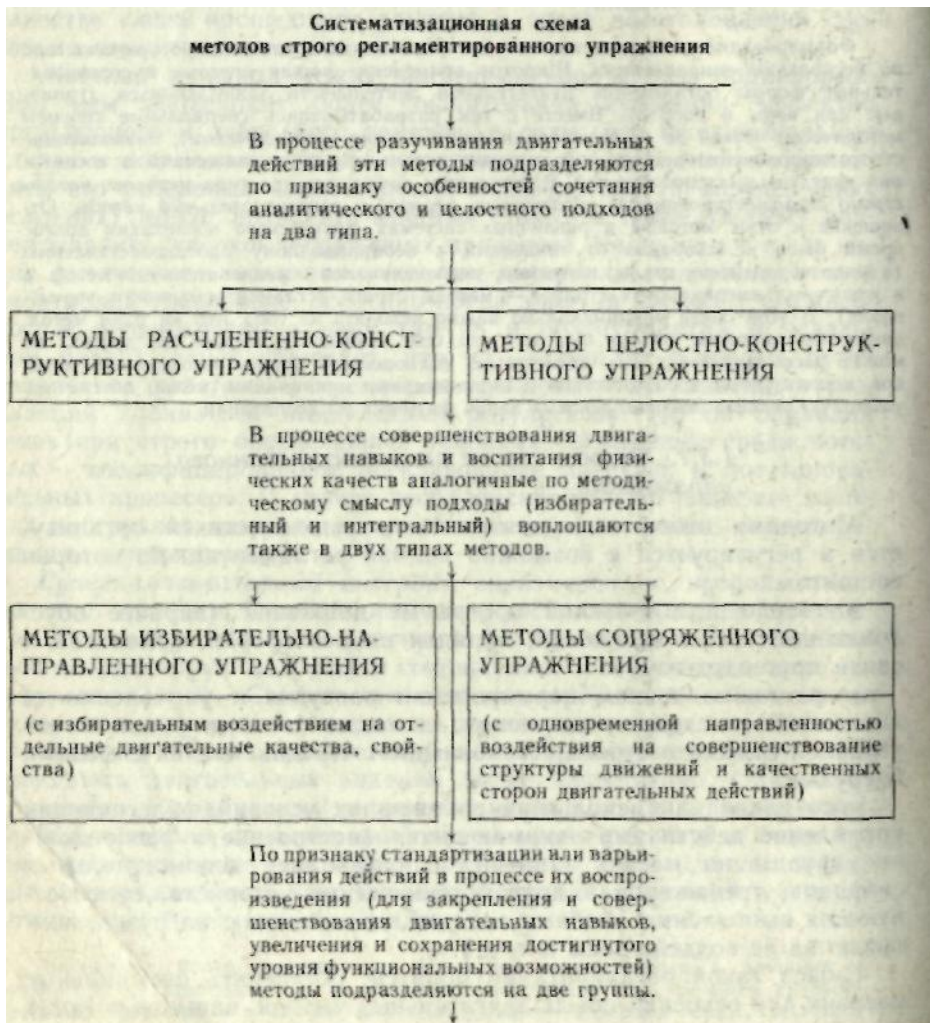 Систематизационная схема
методов строго регламентированного упражнения
В процессе разучивания двигательных
действий эти методы подразделяются
по признаку особенностей сочетания
аналитического и целостного подходов
на два типа.
МЕТОДЫ РАСЧЛЕНЕННО-КОНСТ-
РУКТИВНОГО УПРАЖНЕНИЯ
МЕТОДЫ ЦЕЛОСТНО-КОНСТРУК-
ТИВНОГО УПРАЖНЕНИЯ
В процессе совершенствования двига-
тельных навыков и воспитания физи-
ческих качеств аналогичные по методи-
ческому смыслу подходы (избиратель-
ный и интегральный) воплощаются
также в двух типах методов.
МЕТОДЫ ИЗБИРАТЕЛЬНО-НА-
ПРАВЛЕННОГО УПРАЖНЕНИЯ
(с избирательным воздействием на от-
дельные двигательные качества, свой-
ства)
МЕТОДЫ СОПРЯЖЕННОГО
УПРАЖНЕНИЯ
(с одновременной направленностью
воздействия на совершенствование
структуры движений и качественных
сторон двигательных действий)
По признаку стандартизации или варьи-
рования действий в процессе их воспро-
изведения (для закрепления и совер-
шенствования двигательных навыков,
увеличения и сохранения достигнутого
уровня функциональных возможностей)
методы подразделяются на две группы.